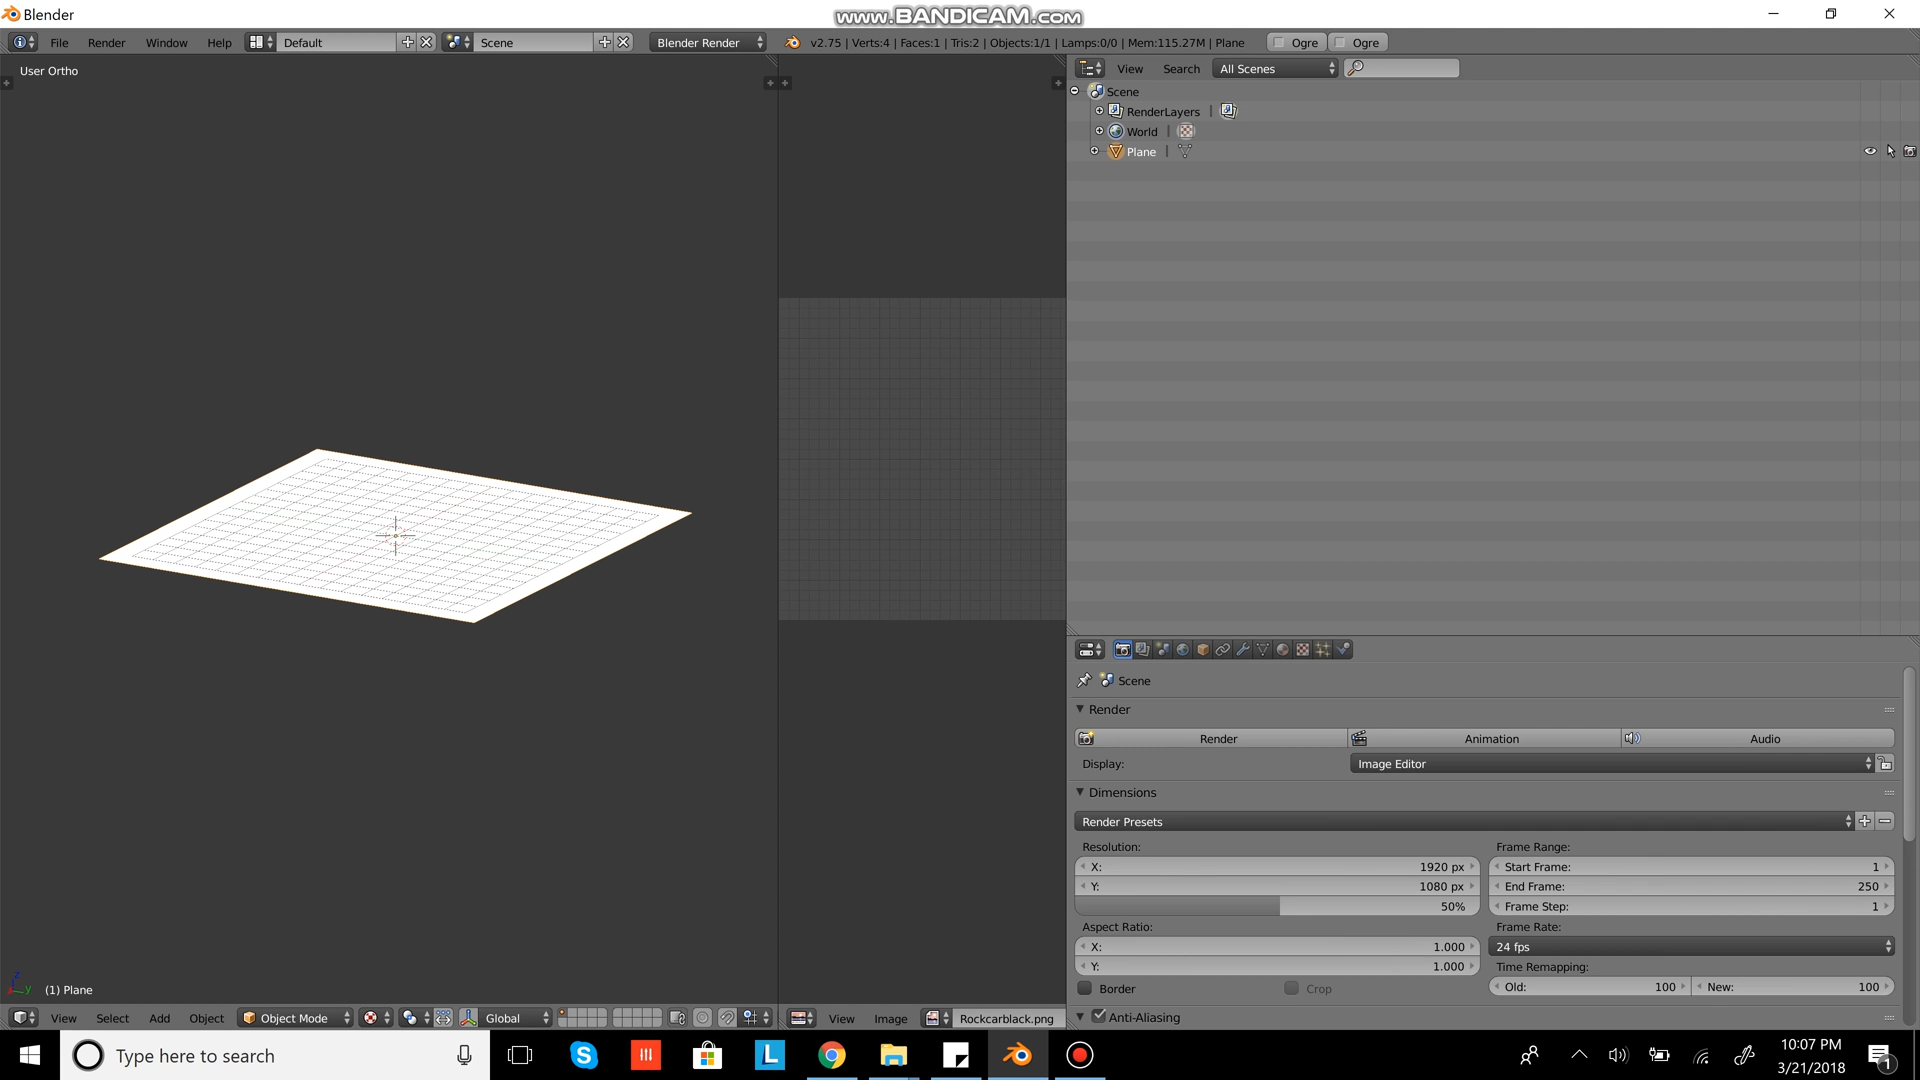 Blender
www.BANDICAM.com
File Render Window Help Default Scene Blender Render v2.75 | Verts:4 | Faces:1 | Tris:2 | Objects:1/1 | Lamps:0/0 | Mem:115.27M | Plane Ogre Ogre
User Ortho
View Search All Scenes
Scene
RenderLayers |
World |
Plane |
Scene
Render
Render Animation Audio
Display: Image Editor
Dimensions
Render Presets
Resolution: Frame Range:
X: 1920 px Start Frame: 1
Y: 1080 px End Frame: 250
50% Frame Step: 1
Aspect Ratio: Frame Rate:
X: 1.000 24 fps
Y: 1.000 Time Remapping:
Border Crop Old: 100 New: 100
Anti-Aliasing
z
y
(1) Plane
View Select Add Object Object Mode Global View Image Rockcarblack.png
Type here to search
10:07 PM
3/21/2018
1